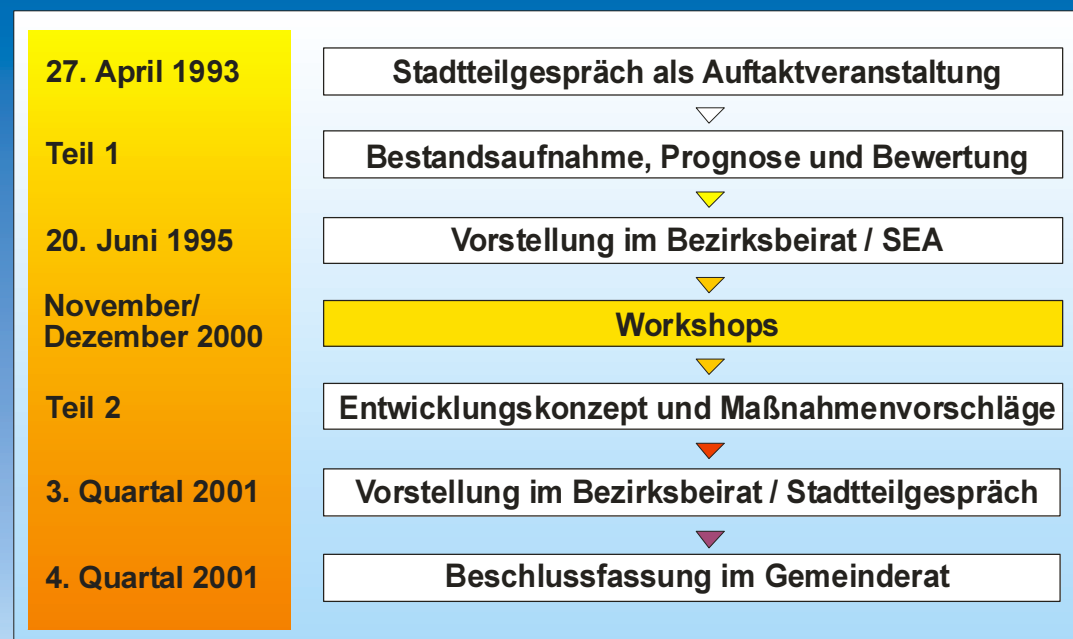 27. April 1993
Stadtteilgespräch als Auftaktveranstaltung
Teil 1
Bestandsaufnahme, Prognose und Bewertung
20. Juni 1995
Vorstellung im Bezirksbeirat / SEA
November/
Dezember 2000
Workshops
Teil 2
Entwicklungskonzept und Maßnahmenvorschläge
3. Quartal 2001
Vorstellung im Bezirksbeirat / Stadtteilgespräch
4. Quartal 2001
Beschlussfassung im Gemeinderat